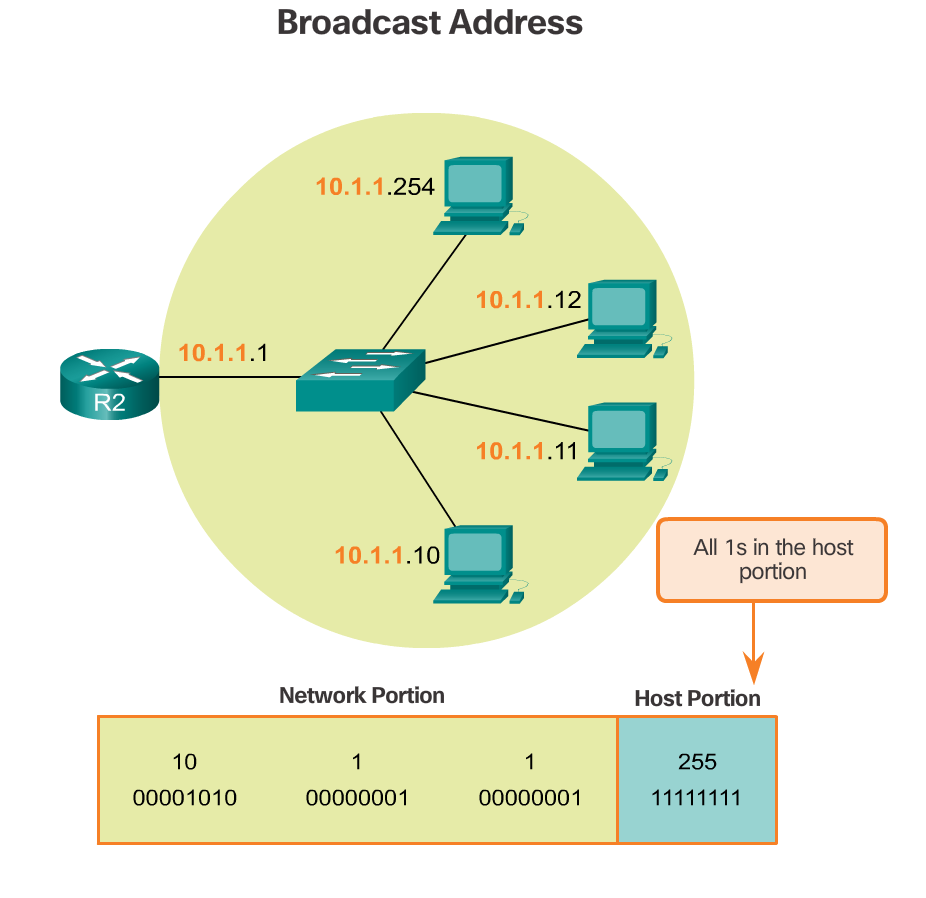 Broadcast Address
10.1.1.254
10.1.1.12
10.1.1.1
R2
10.1.1.11
10.1.1.10
All 1s in the host
portion
Network Portion
Host Portion
10 1 1 255
00001010 00000001 00000001 11111111